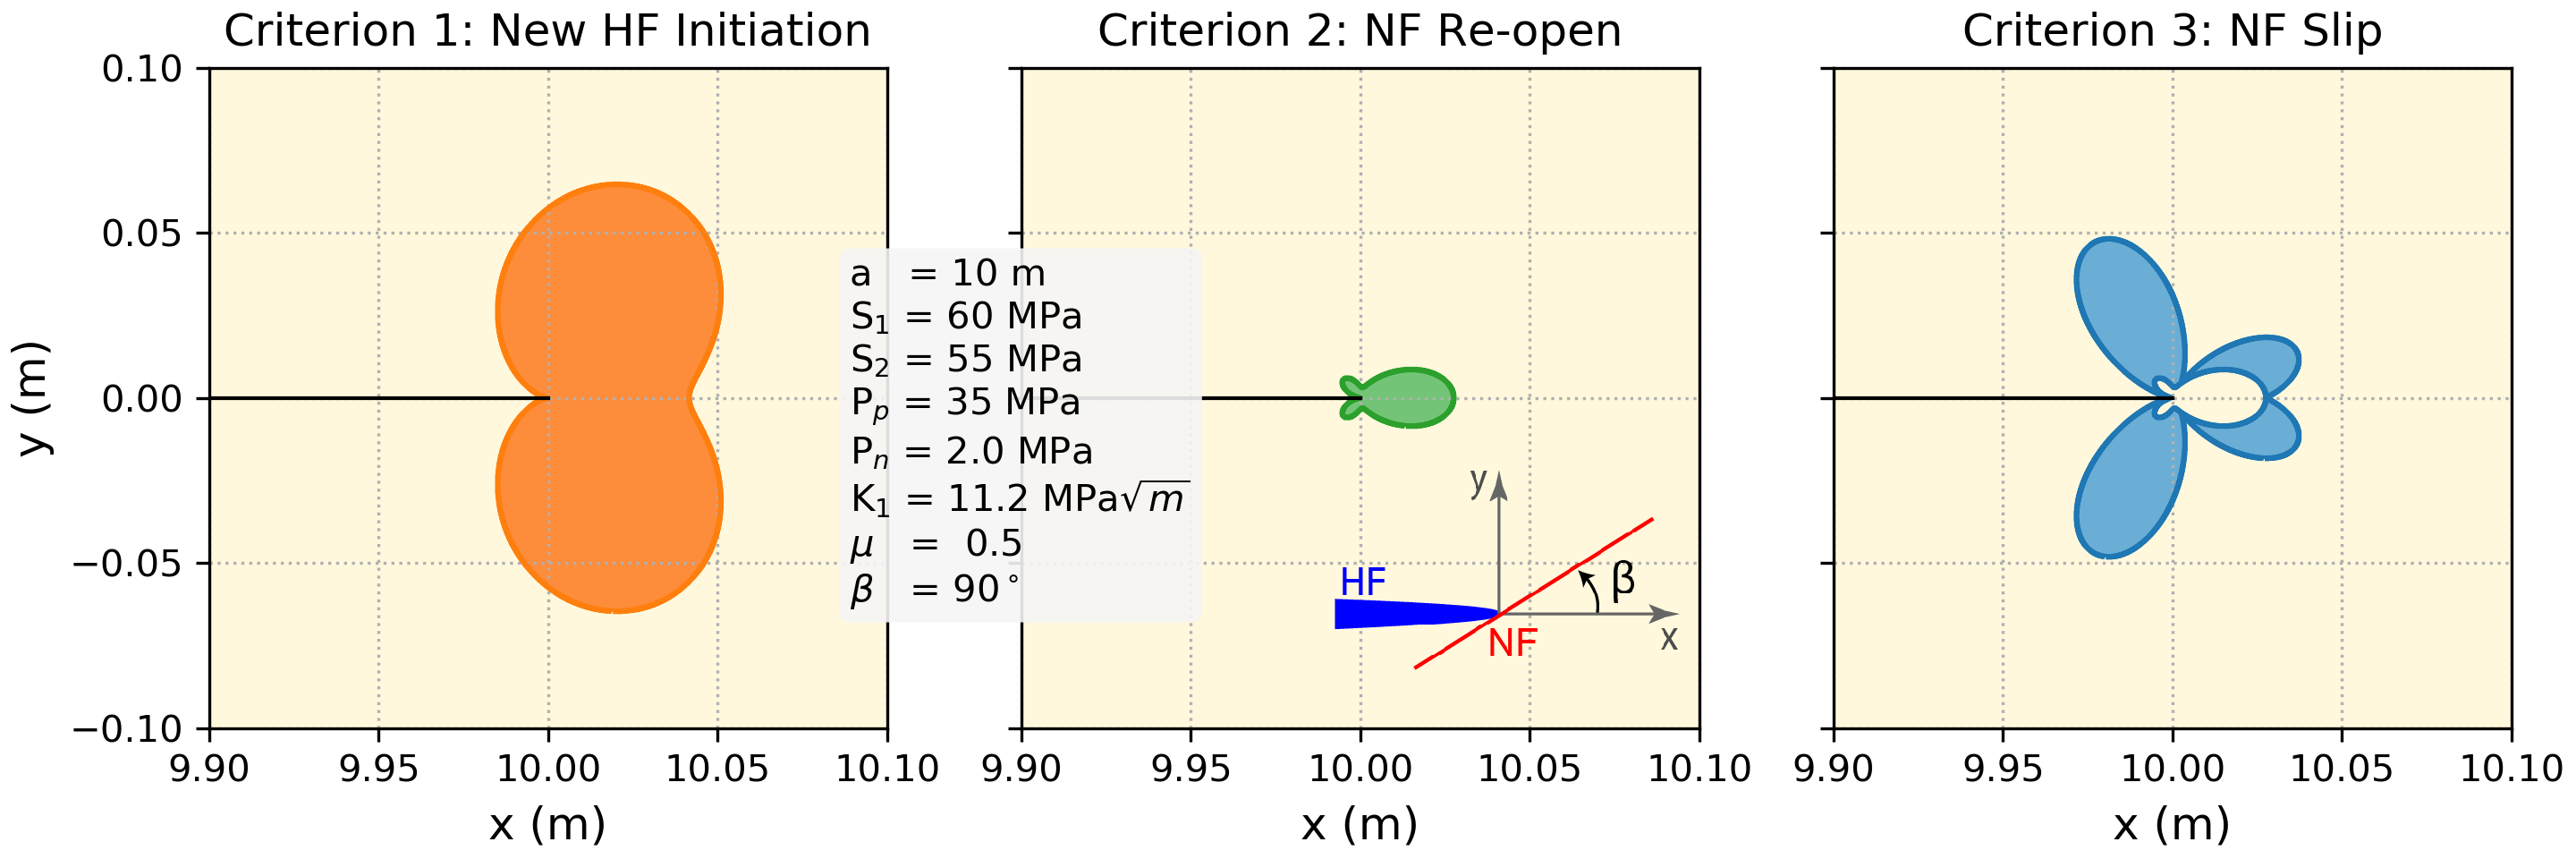 Criterion 1: New HF Initiation
Criterion 2: NF Re-open
Criterion 3: NF Slip
0.10
0.05
0.00
−0.05
−0.10
y (m)
a = 10 m
S₁ = 60 MPa
S₂ = 55 MPa
Pₚ = 35 MPa
Pₙ = 2.0 MPa
K₁ = 11.2 MPa√m
μ = 0.5
β = 90°
y
HF
β
NF
x
9.90 9.95 10.00 10.05 10.10
9.90 9.95 10.00 10.05 10.10
9.90 9.95 10.00 10.05 10.10
x (m)
x (m)
x (m)